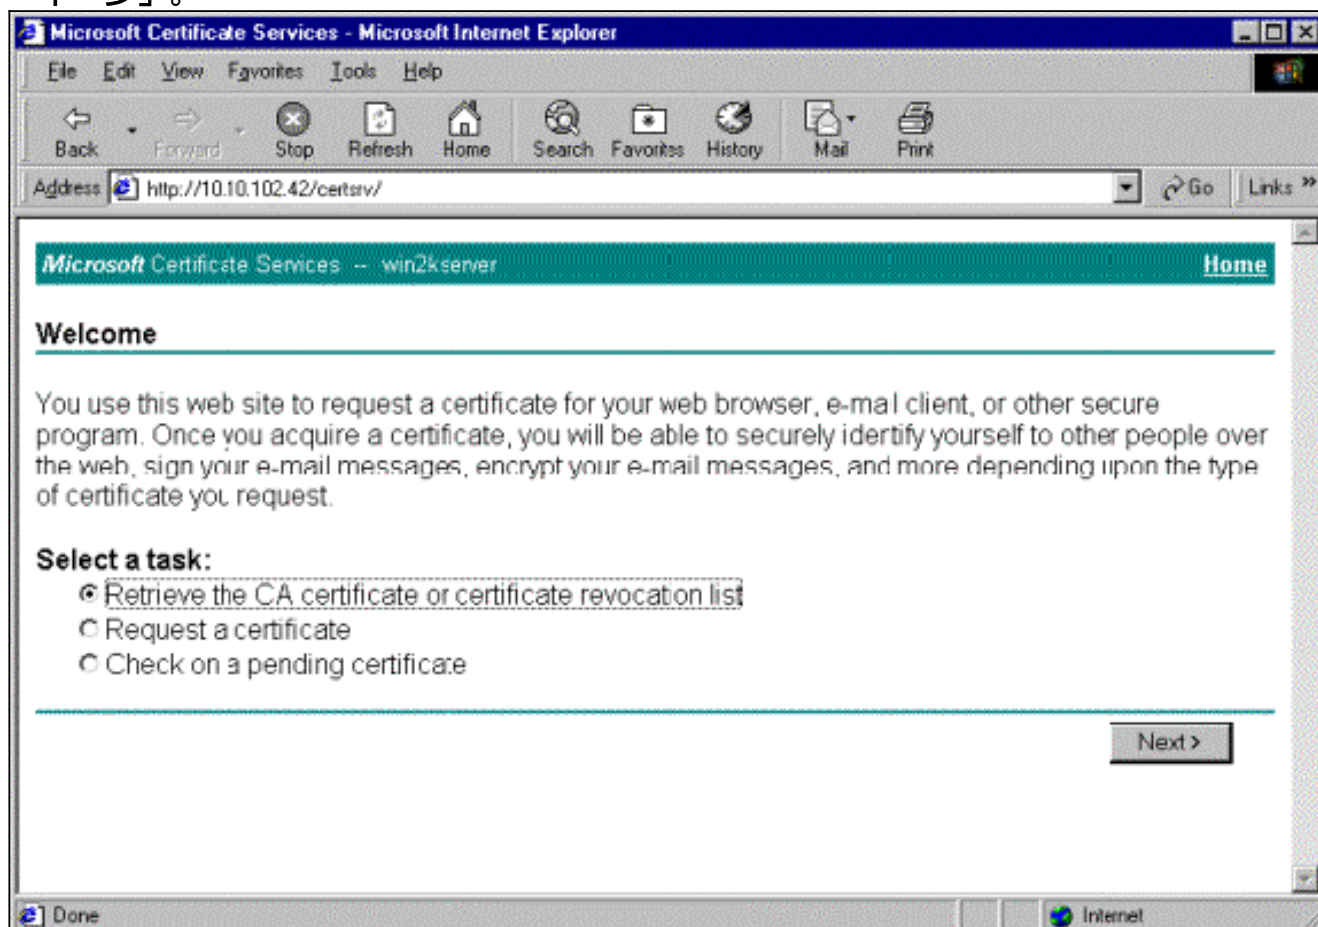 Microsoft Certificate Services - Microsoft Internet Explorer
File Edit View Favorites Tools Help
Back Forward Stop Refresh Home Search Favorites History Mail Print
Address http://10.10.102.42/certsrv/ Go Links »
Microsoft Certificate Services -- win2kserver Home
Welcome
You use this web site to request a certificate for your web browser, e-mail client, or other secure
program. Once you acquire a certificate, you will be able to securely identify yourself to other people over
the web, sign your e-mail messages, encrypt your e-mail messages, and more depending upon the type
of certificate you request.
Select a task:
Retrieve the CA certificate or certificate revocation list
Request a certificate
Check on a pending certificate
Next >
Done Internet